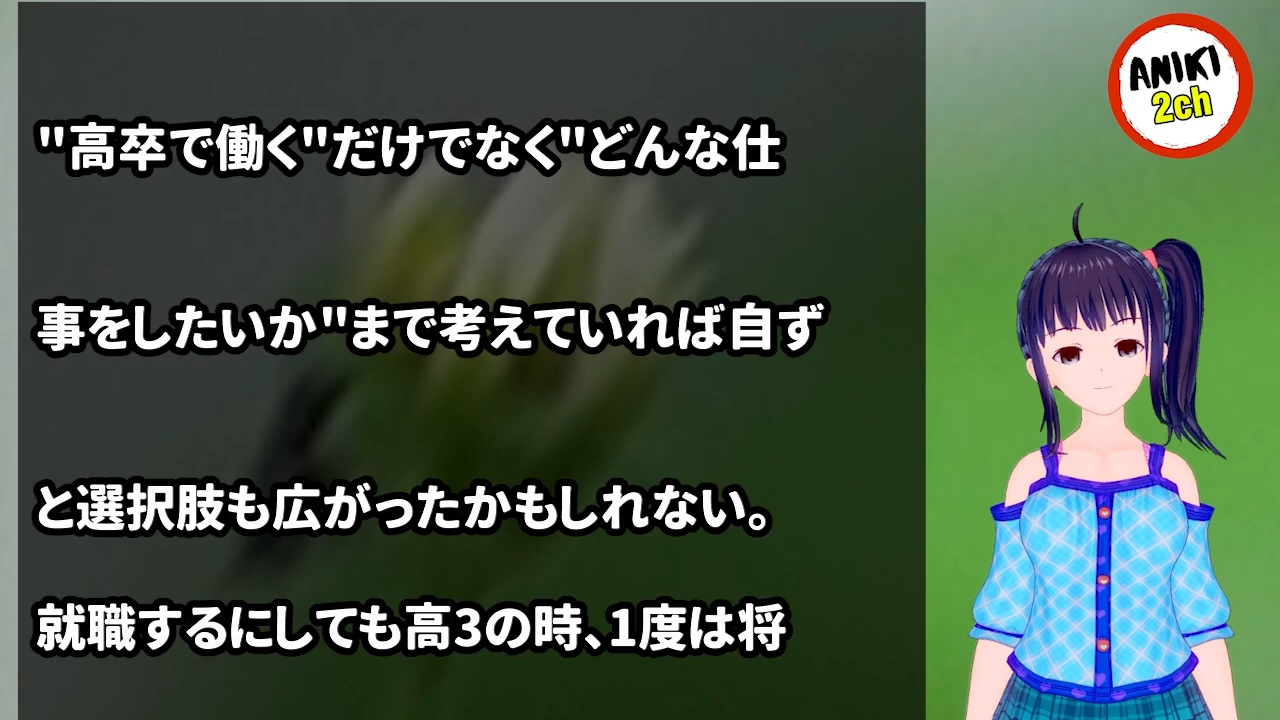 "高卒で働く"だけでなく"どんな仕
事をしたいか"まで考えていれば自ず
と選択肢も広がったかもしれない。
就職するにしても高3の時、1度は将
ANIKI
2ch